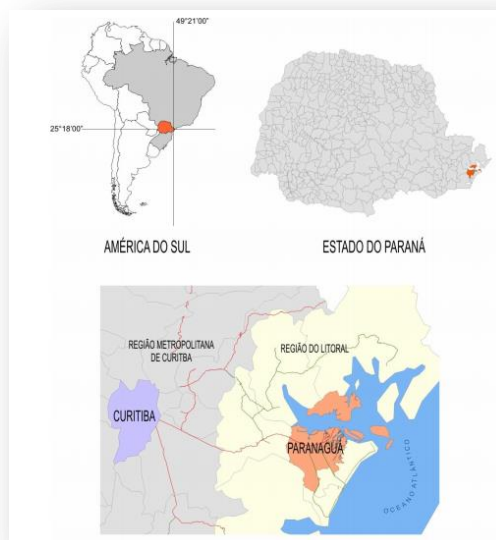 49°21'00"
25°18'00"
AMÉRICA DO SUL
ESTADO DO PARANÁ
REGIÃO METROPOLITANA
DE CURITBA
REGIÃO DO LITORAL
CURITIBA
PARANAGUÁ
OCEANO ATLÂNTICO